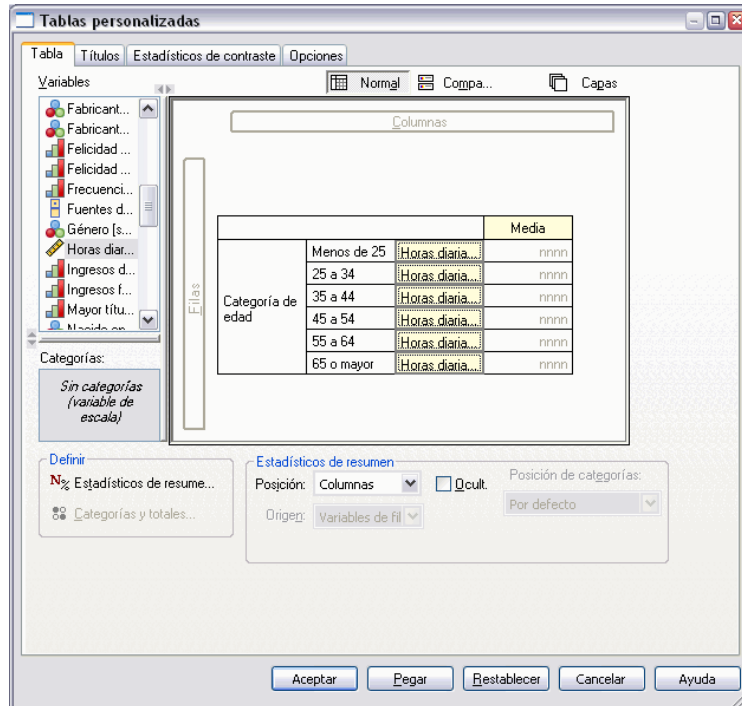 Tablas personalizadas
Tabla Títulos Estadísticos de contraste Opciones
Variables
Normal Compa... Capas
Fabricant...
Fabricant...
Felicidad ...
Felicidad ...
Frecuenci...
Fuentes d...
Género [s...
Horas diar...
Ingresos d...
Ingresos f...
Mayor títu...
Nacido en
Categorías:
Sin categorías
(variable de
escala)
Columnas
Filas
Media
Categoría de
edad
Menos de 25 Horas diaria... nnnn
25 a 34 Horas diaria... nnnn
35 a 44 Horas diaria... nnnn
45 a 54 Horas diaria... nnnn
55 a 64 Horas diaria... nnnn
65 o mayor Horas diaria... nnnn
Definir
N% Estadísticos de resume...
Categorías y totales...
Estadísticos de resumen
Posición: Columnas Ocult.
Origen: Variables de fil
Posición de categorías:
Por defecto
Aceptar Pegar Restablecer Cancelar Ayuda